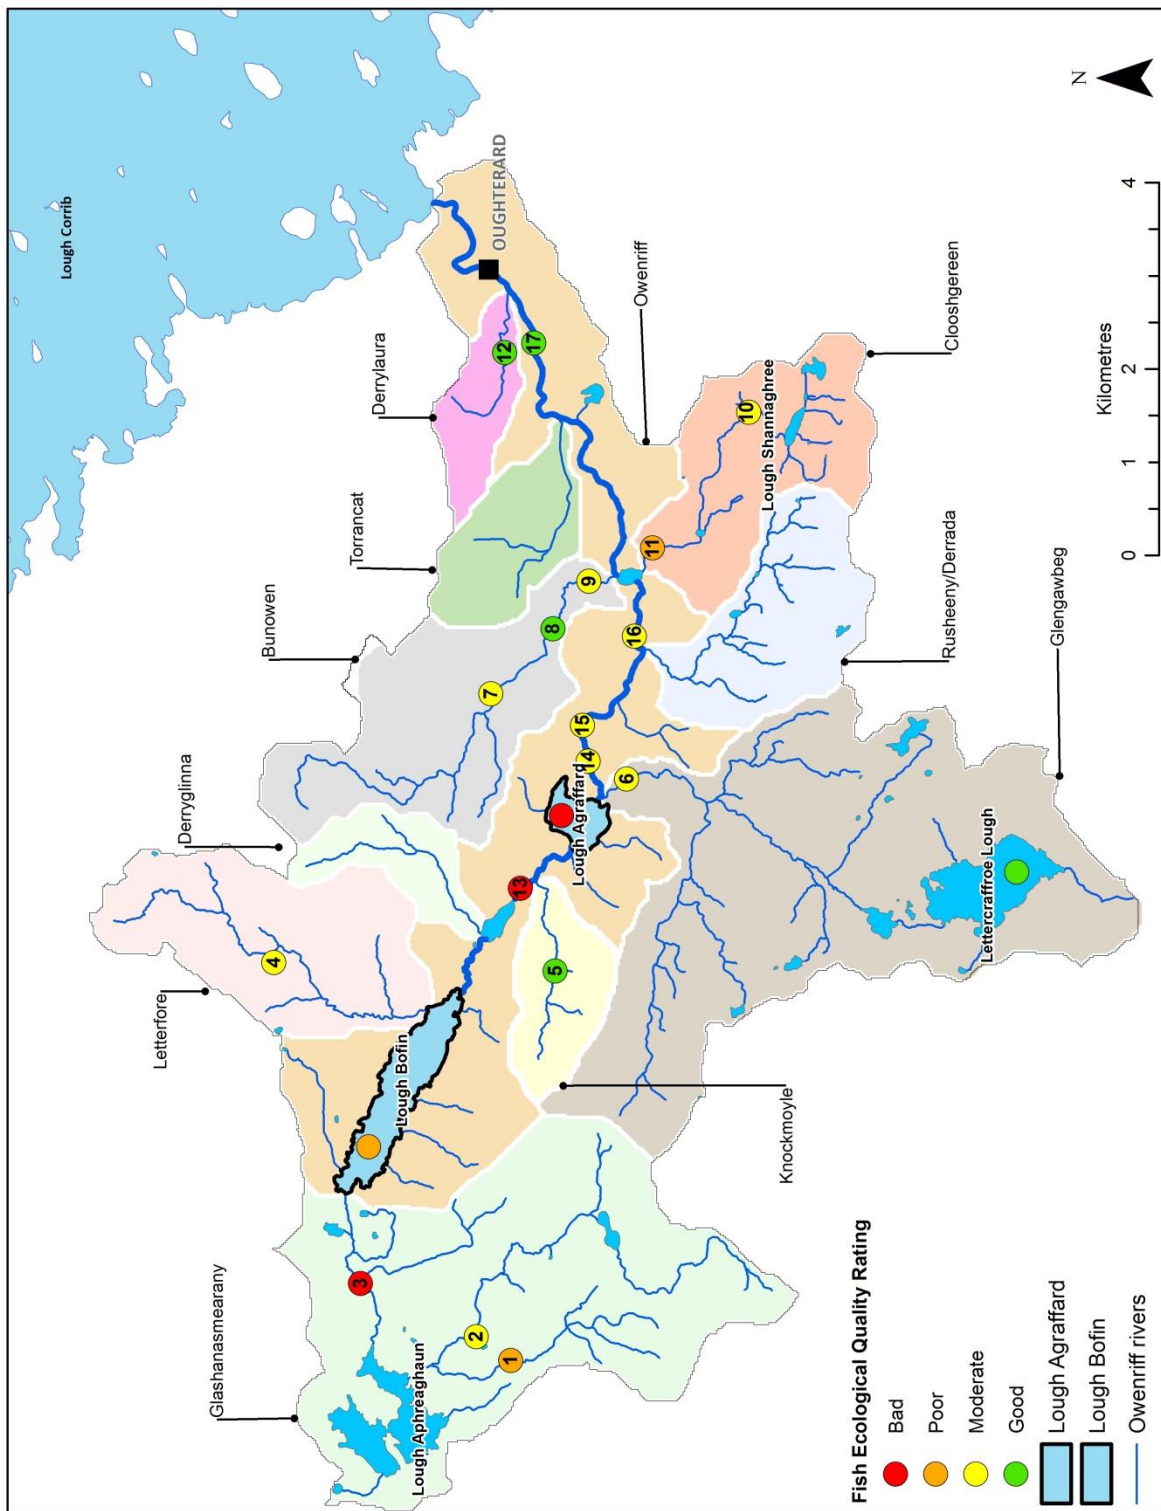 Lough Corrib
N
OUGHTERARD
Derrylaura
12
17
Owenriff
Torrancat
Clooshgereen
10
Lough Shannaghree
11
Bunowen
9
8
16
7
15
14
6
Rusheeny/Derrada
Glengawbeg
Derryglinna
Lough Agraffard
13
Letterfore
4
5
Lettercraffroe Lough
Lough Bofin
Knockmoyle
Glashanasmearany
3
2
1
Lough Aphreaghaun
Fish Ecological Quality Rating
Bad
Poor
Moderate
Good
Lough Agraffard
Lough Bofin
Owenriff rivers
0 1 2 4
Kilometres